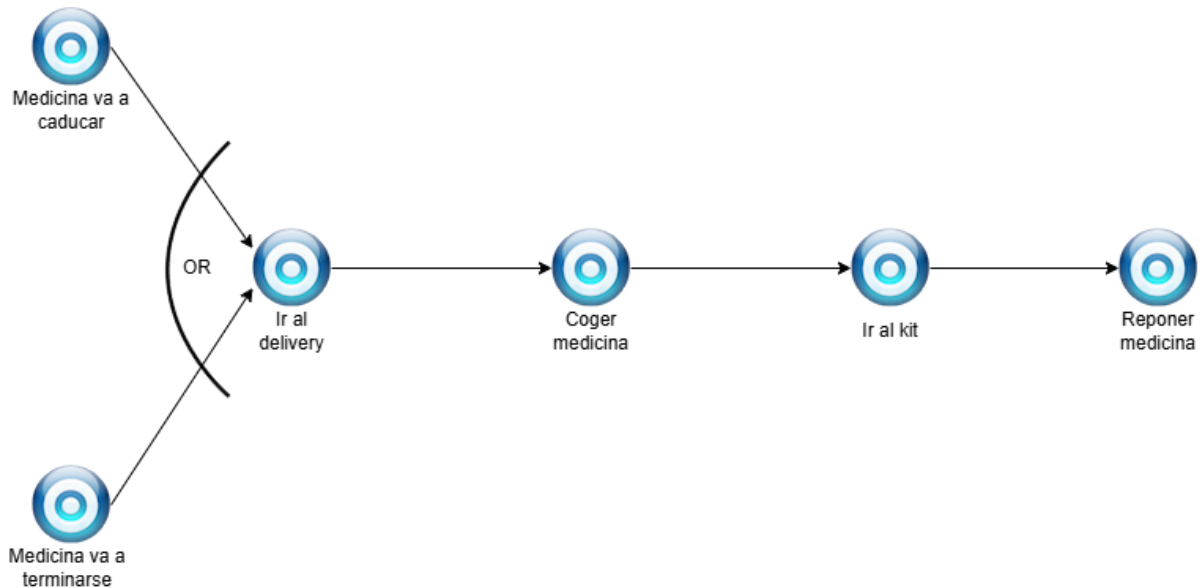 Medicina va a
caducar
OR
Ir al
delivery
Coger
medicina
Ir al kit
Reponer
medicina
Medicina va a
terminarse